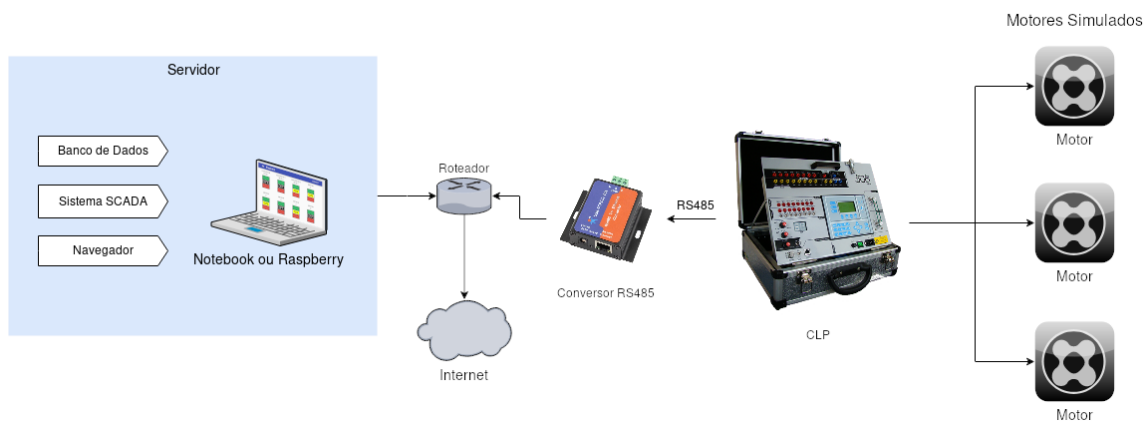 Motores Simulados
Servidor
Banco de Dados
Sistema SCADA
Navegador
Notebook ou Raspberry
Roteador
Internet
Conversor RS485
RS485
CLP
Motor
Motor
Motor